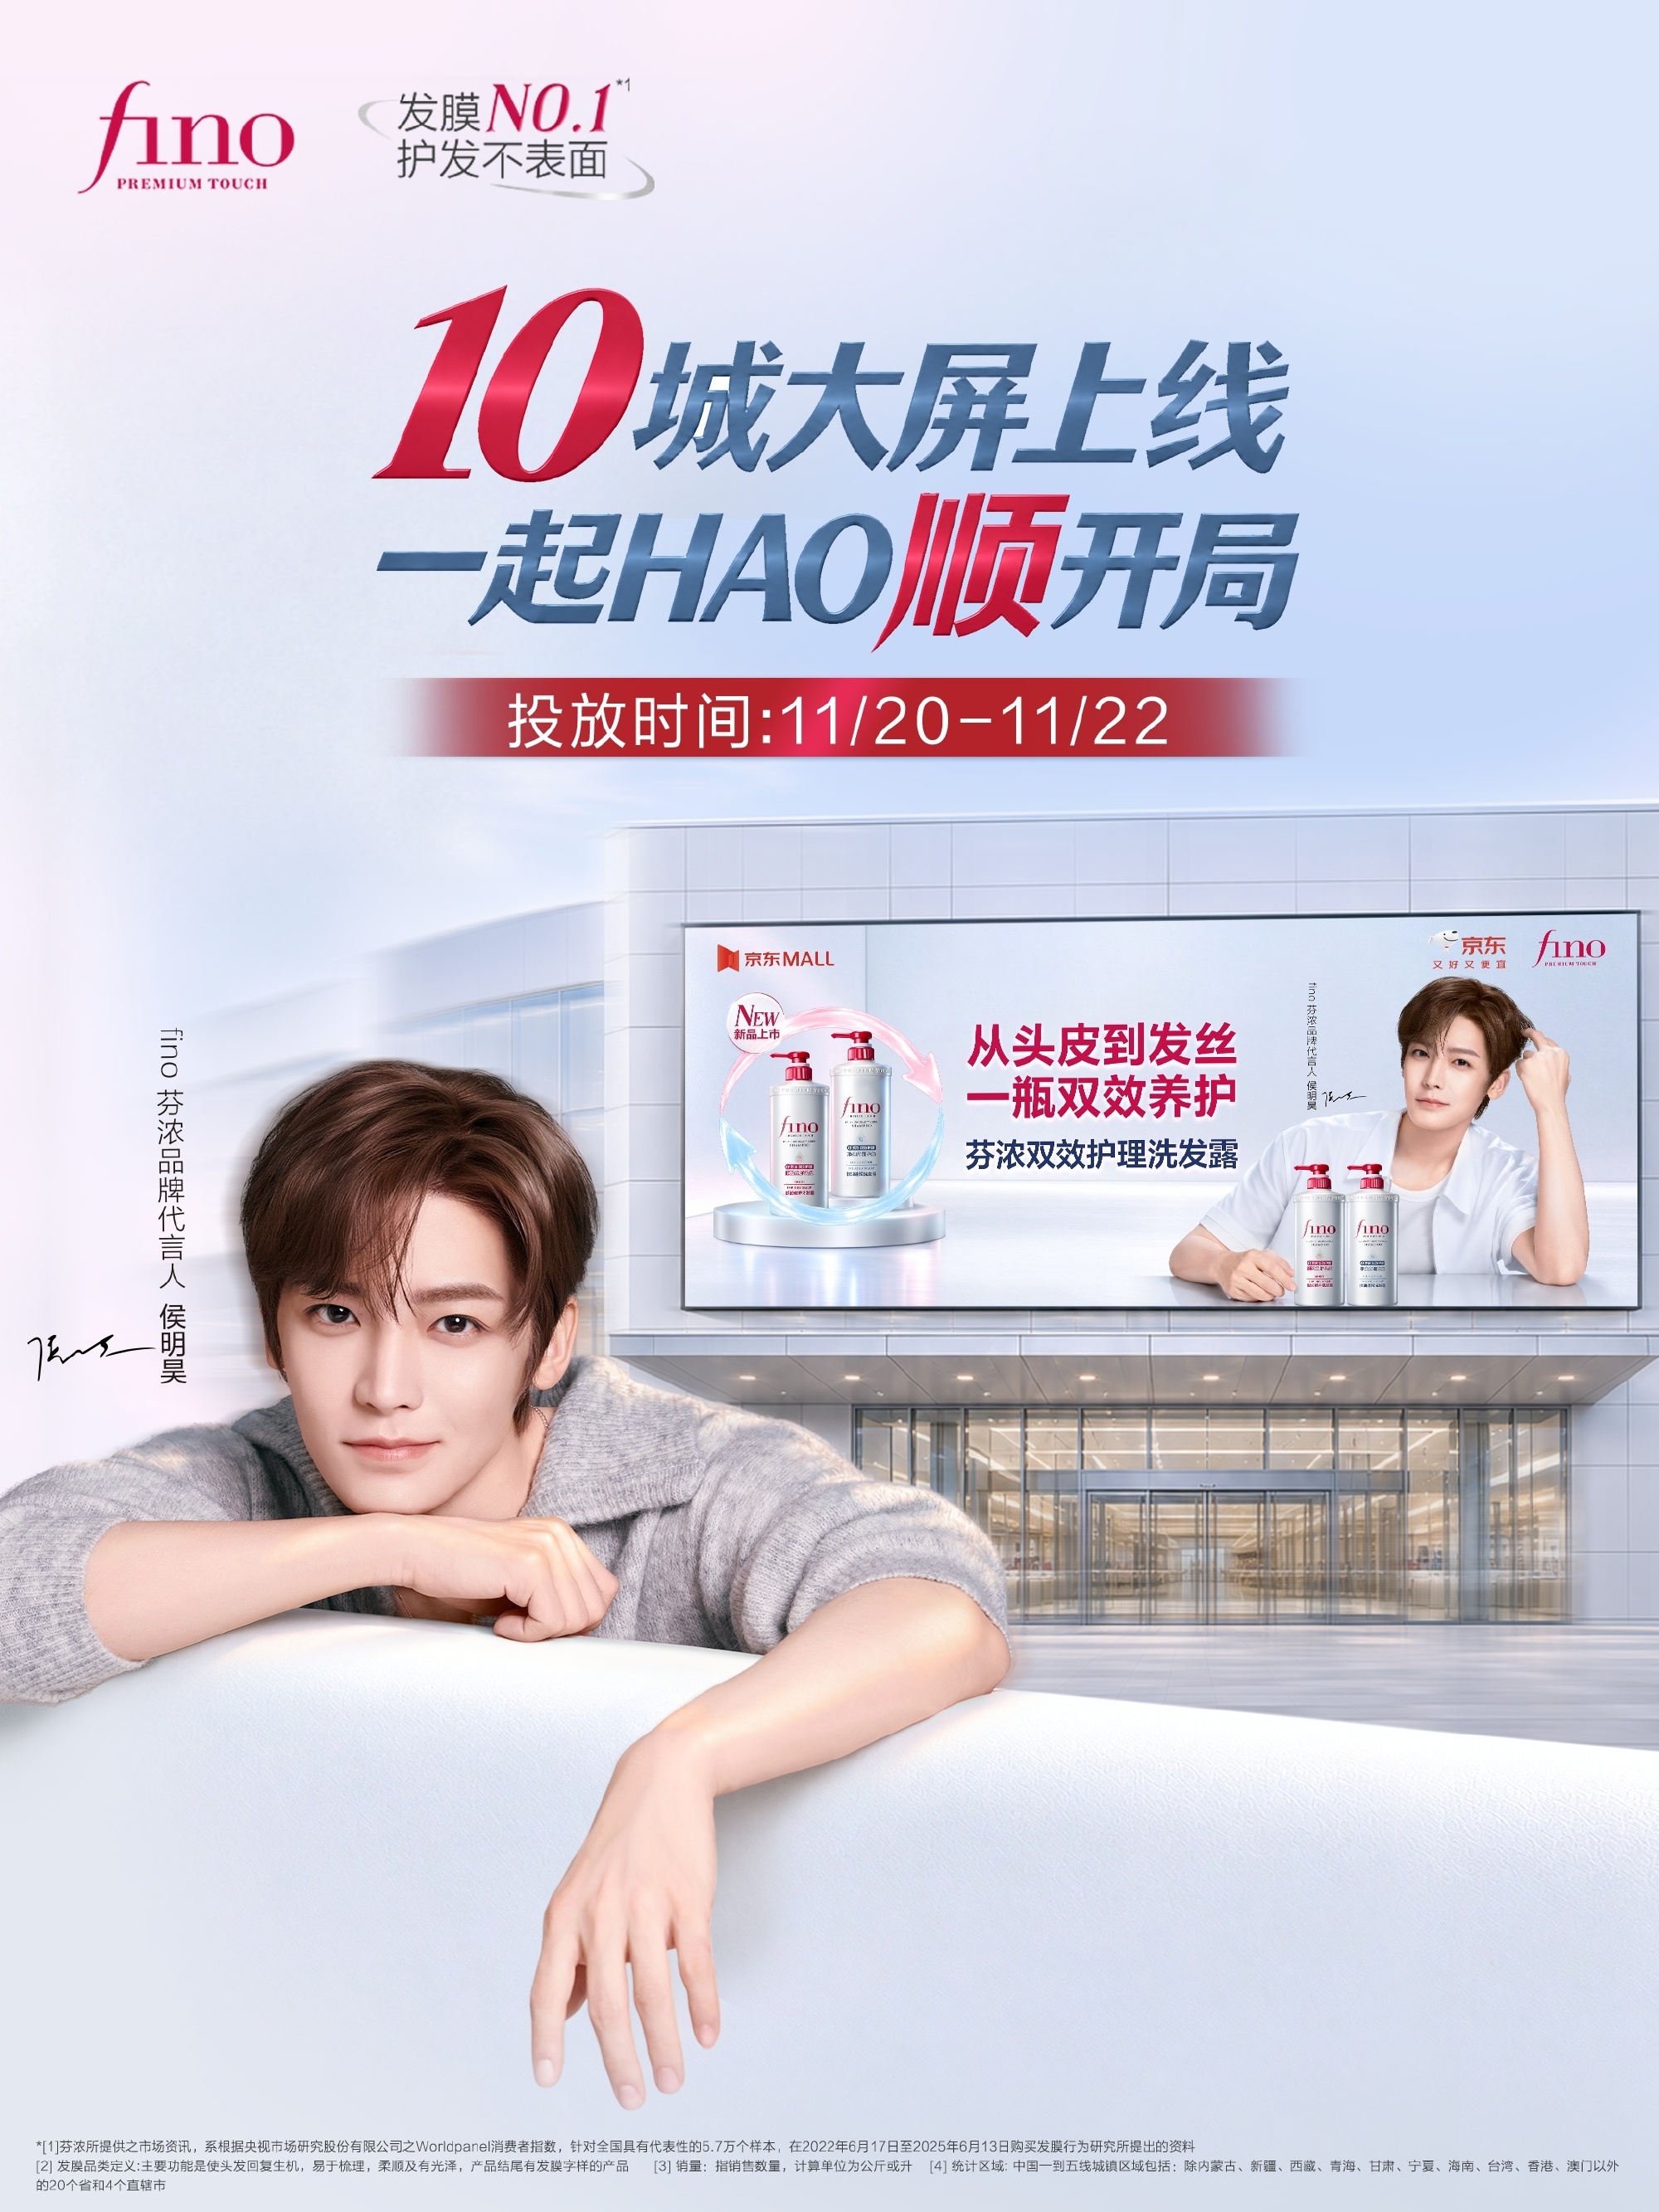 fino
PREMIUM TOUCH
发膜NO.1*1
护发不表面
10城大屏上线
一起HAO顺开局
投放时间:11/20-11/22
京东MALL
京东
又好又便宜
fino
PREMIUM TOUCH
NEW
新品上市
fino
fino
从头皮到发丝
一瓶双效养护
芬浓双效护理洗发露
fino 芬浓品牌代言人 侯明昊
fino
fino
fino 芬浓品牌代言人 侯明昊
*[1]芬浓所提供之市场资讯，系根据央视市场研究股份有限公司之Worldpanel消费者指数，针对全国具有代表性的5.7万个样本，在2022年6月17日至2025年6月13日购买发膜行为研究所提出的资料
[2] 发膜品类定义:主要功能是使头发回复生机，易于梳理，柔顺及有光泽，产品结尾有发膜字样的产品 [3] 销量：指销售数量，计算单位为公斤或升 [4] 统计区域: 中国一到五线城镇区域包括：除内蒙古、新疆、西藏、青海、甘肃、宁夏、海南、台湾、香港、澳门以外
的20个省和4个直辖市